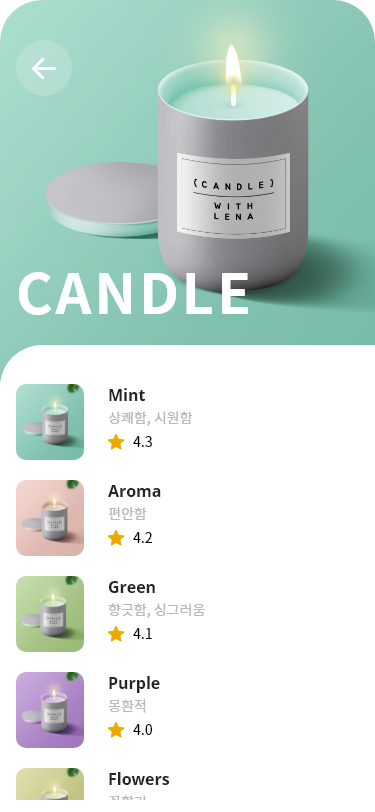 {CANDLE}
WITH
LENA
CANDLE
Mint
상쾌함, 시원함
4.3
Aroma
편안함
4.2
Green
향긋함, 싱그러움
4.1
Purple
몽환적
4.0
Flowers